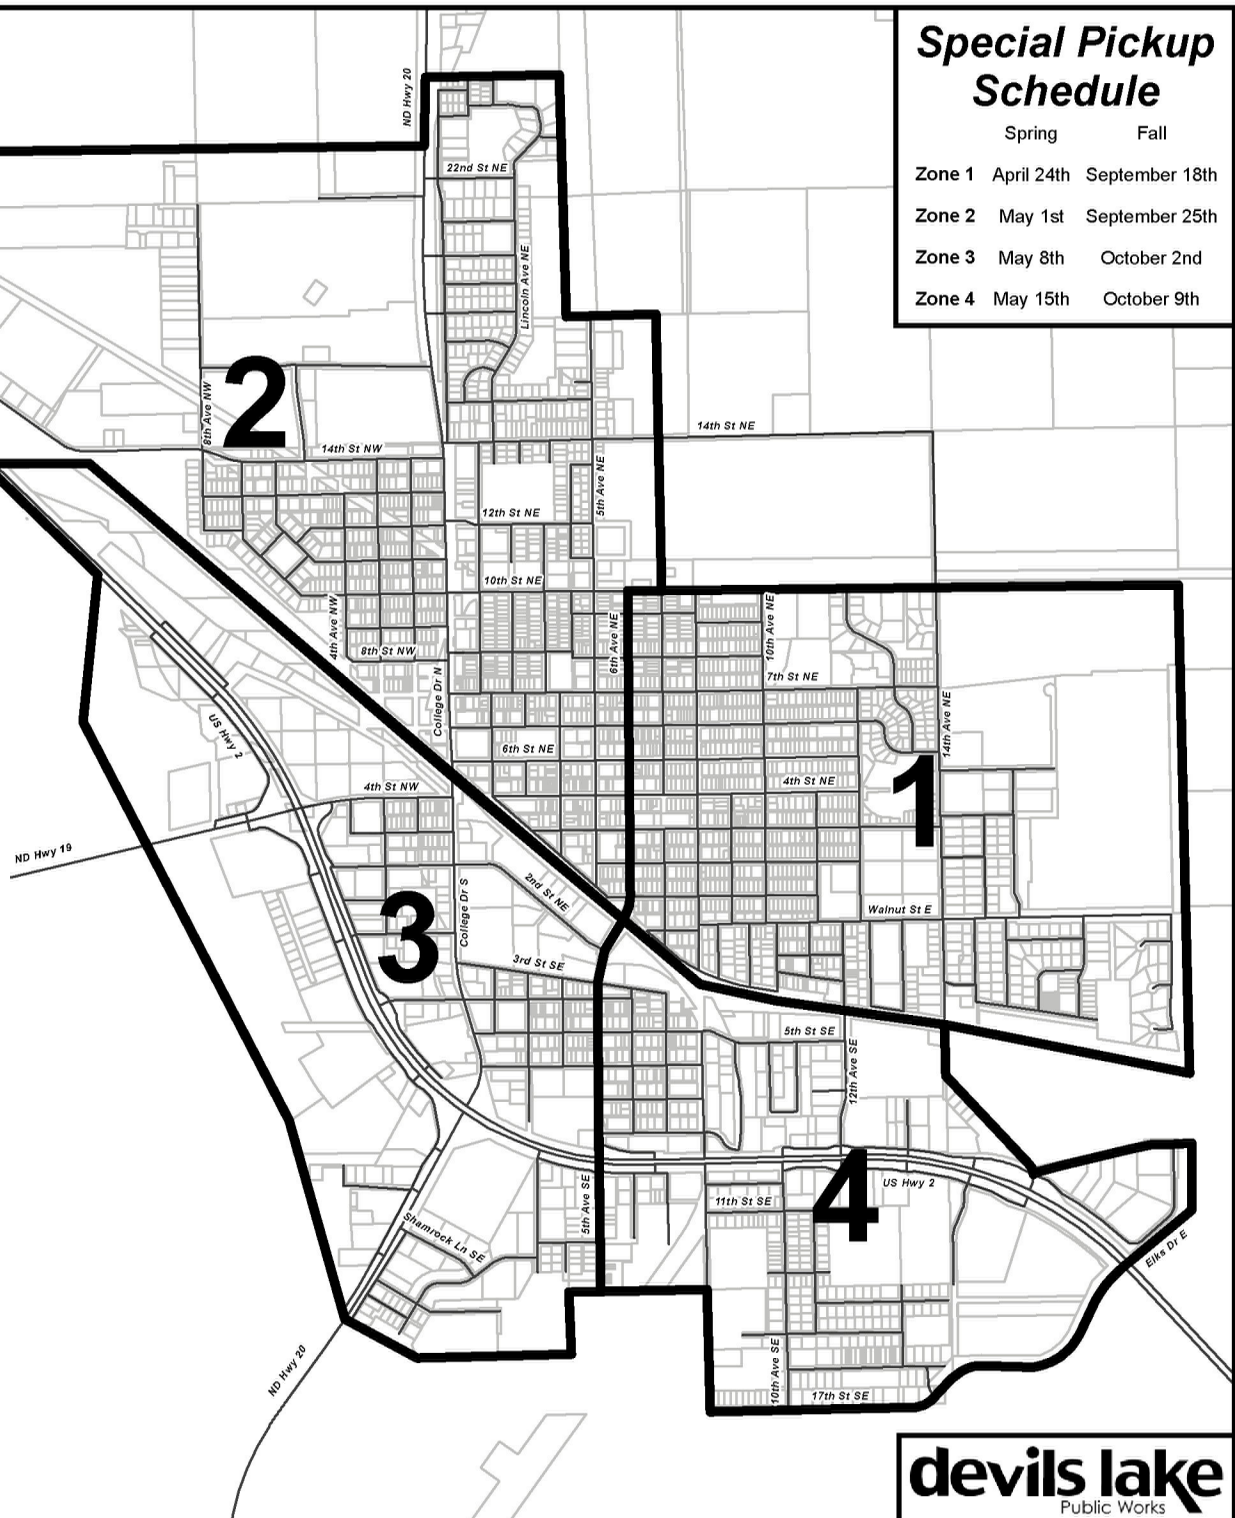 Special Pickup
Schedule
Spring Fall
Zone 1 April 24th September 18th
Zone 2 May 1st September 25th
Zone 3 May 8th October 2nd
Zone 4 May 15th October 9th
ND Hwy 20
22nd St NE
Lincoln Ave NE
2
8th Ave NW
14th St NW
14th St NE
5th Ave NE
12th St NE
10th St NE
4th Ave NW
8th St NW
6th Ave NE
10th Ave NE
7th St NE
College Dr N
14th Ave NE
US Hwy 2
6th St NE
4th St NW
4th St NE
1
ND Hwy 19
2nd St NE
Walnut St E
3
College Dr S
3rd St SE
5th St SE
12th Ave SE
4
US Hwy 2
11th St SE
5th Ave SE
Shamrock Ln SE
Elks Dr E
ND Hwy 20
10th Ave SE
17th St SE
devils lake
Public Works